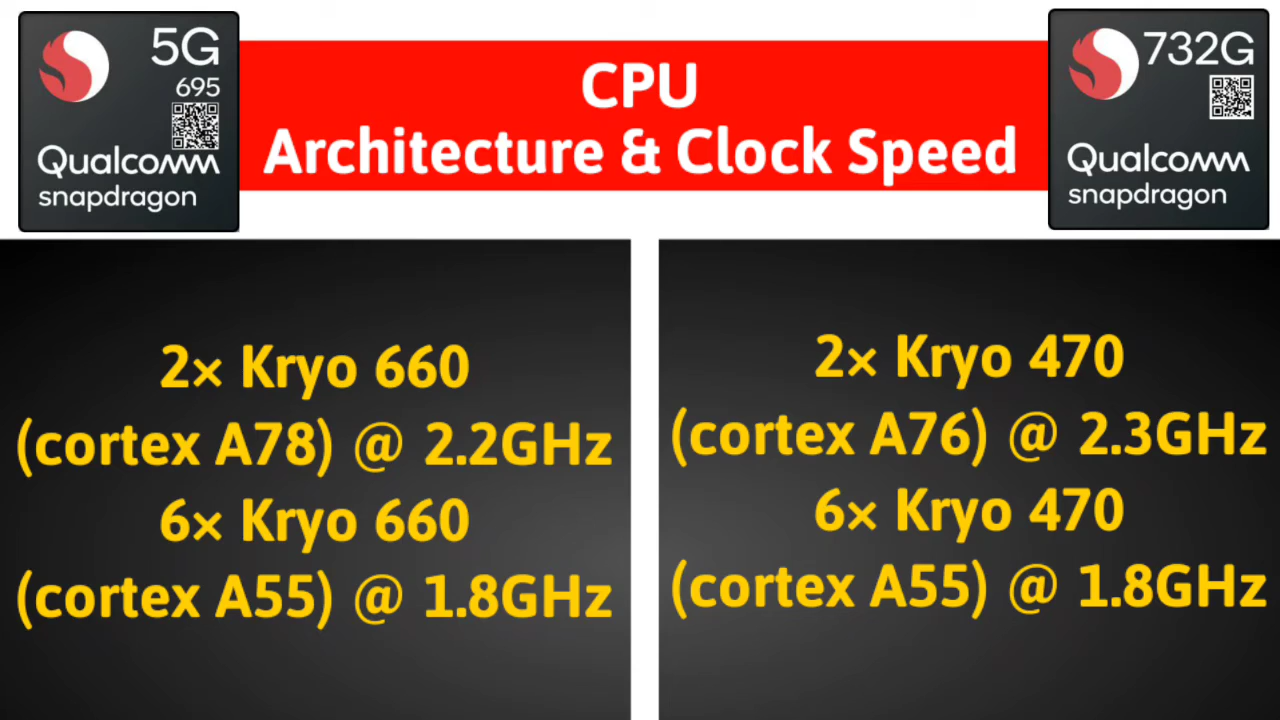 5G
695
Qualcomm
snapdragon
CPU
Architecture & Clock Speed
732G
Qualcomm
snapdragon
2× Kryo 660
(cortex A78) @ 2.2GHz
6× Kryo 660
(cortex A55) @ 1.8GHz
2× Kryo 470
(cortex A76) @ 2.3GHz
6× Kryo 470
(cortex A55) @ 1.8GHz